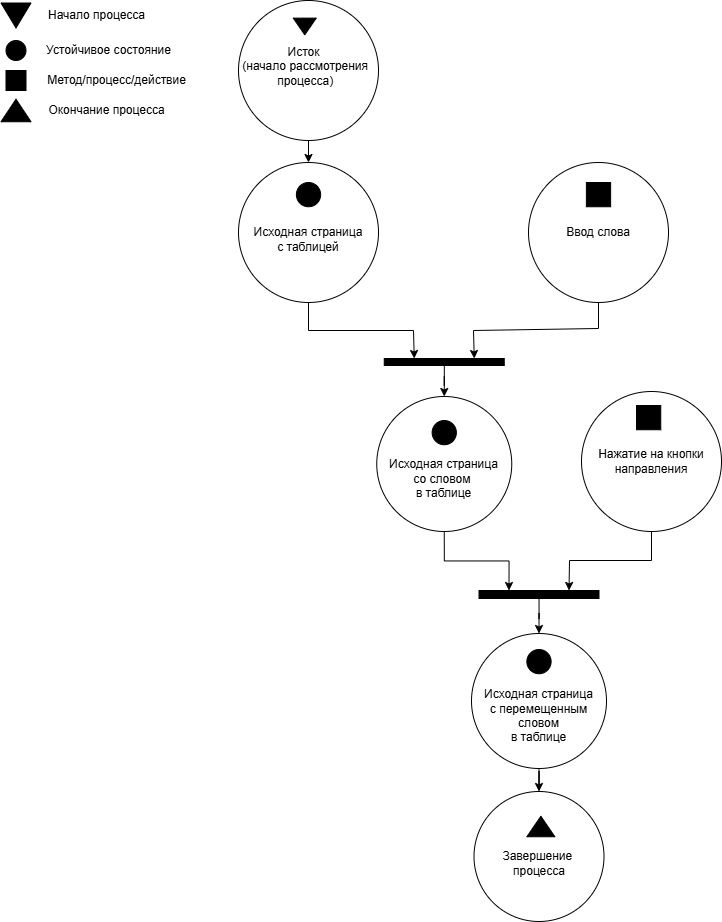 Начало процесса
Устойчивое состояние
Метод/процесс/действие
Окончание процесса
Исток
(начало рассмотрения
процесса)
Исходная страница
с таблицей
Ввод слова
Исходная страница
со словом
в таблице
Нажатие на кнопки
направления
Исходная страница
с перемещенным
словом
в таблице
Завершение
процесса